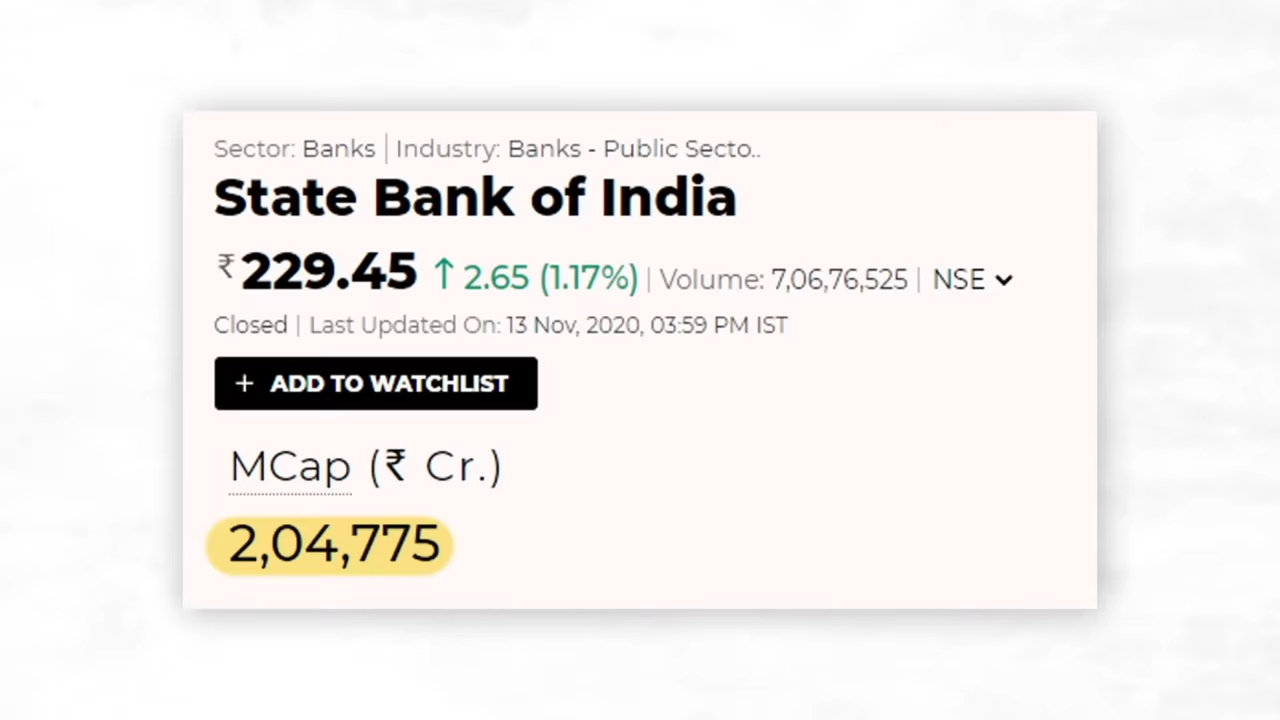 Sector: Banks | Industry: Banks - Public Secto..
State Bank of India
₹229.45 ↑ 2.65 (1.17%) | Volume: 7,06,76,525 | NSE
Closed | Last Updated On: 13 Nov, 2020, 03:59 PM IST
+ ADD TO WATCHLIST
MCap (₹ Cr.)
2,04,775